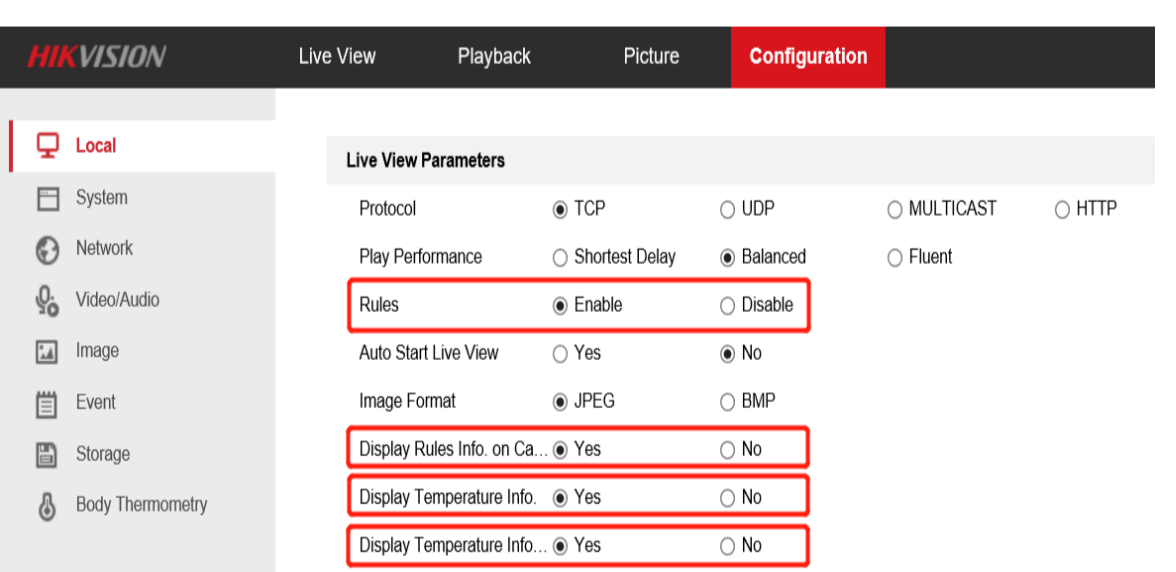 HIKVISION Live View Playback Picture Configuration
Local
System
Network
Video/Audio
Image
Event
Storage
Body Thermometry
Live View Parameters
Protocol TCP UDP MULTICAST HTTP
Play Performance Shortest Delay Balanced Fluent
Rules Enable Disable
Auto Start Live View Yes No
Image Format JPEG BMP
Display Rules Info. on Ca... Yes No
Display Temperature Info. Yes No
Display Temperature Info... Yes No